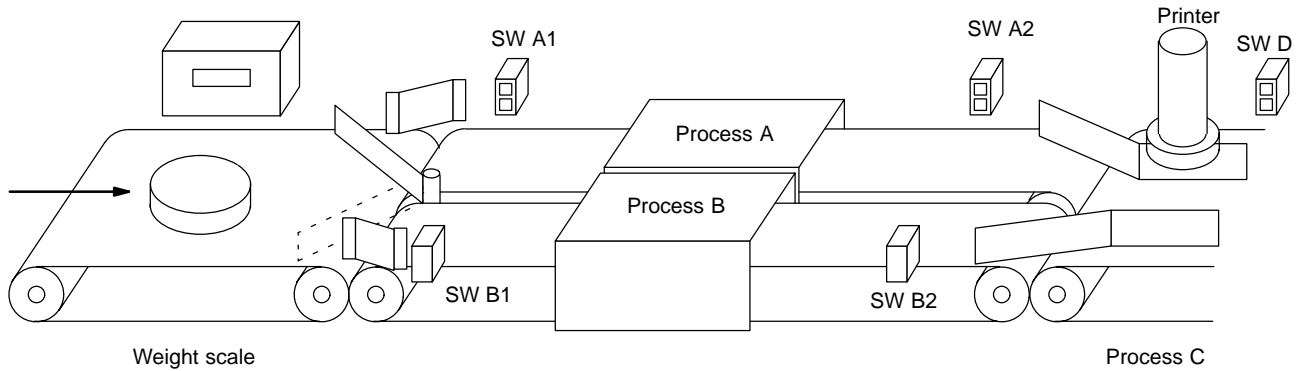 Printer
SW A1
SW A2
SW D
Process A
Process B
SW B1
SW B2
Weight scale
Process C